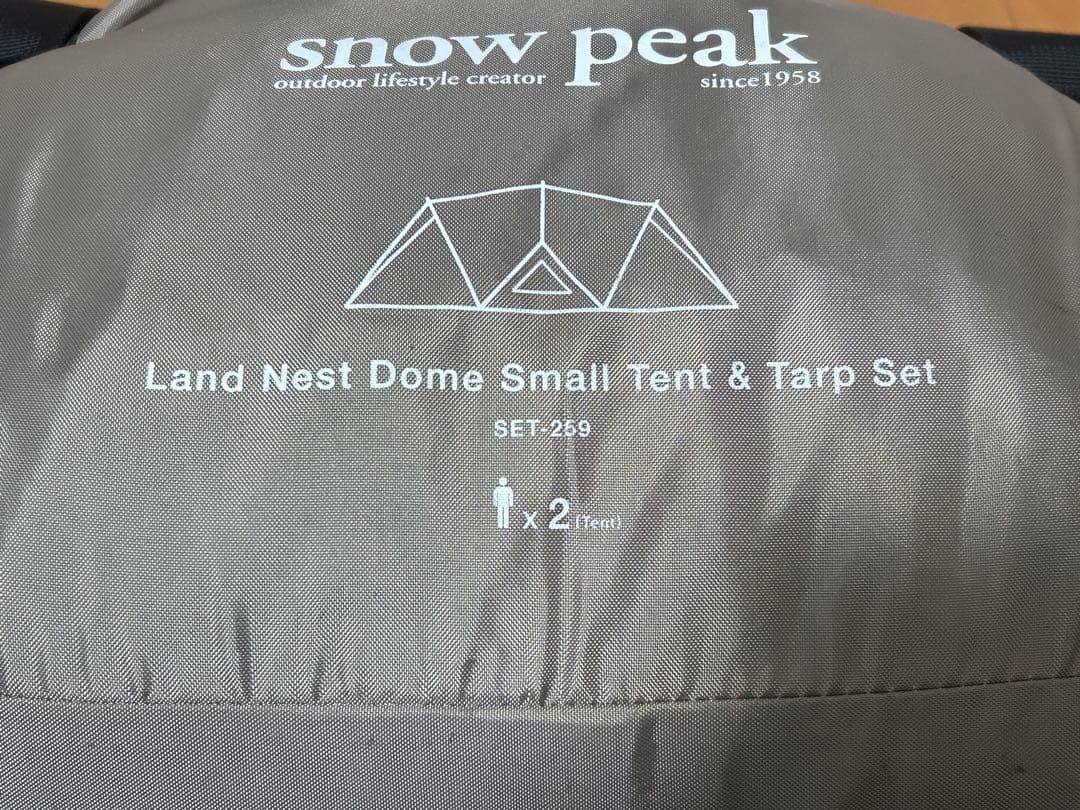 snow peak
outdoor lifestyle creator since1958
Land Nest Dome Small Tent & Tarp Set
SET-259
x 2 (Tent)